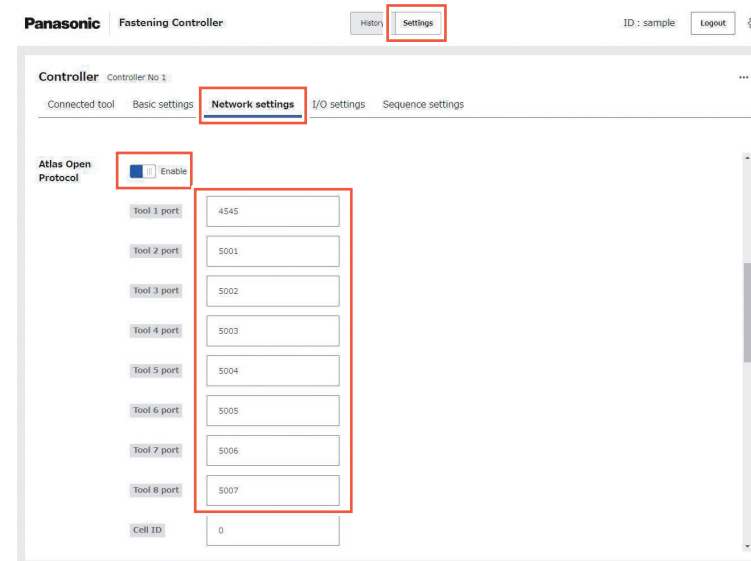 Panasonic Fastening Controller History Settings ID : sample Logout
Controller Controller No 1 ...
Connected tool Basic settings Network settings I/O settings Sequence settings
Atlas Open Protocol Enable
Tool 1 port 4545
Tool 2 port 5001
Tool 3 port 5002
Tool 4 port 5003
Tool 5 port 5004
Tool 6 port 5005
Tool 7 port 5006
Tool 8 port 5007
Cell ID 0